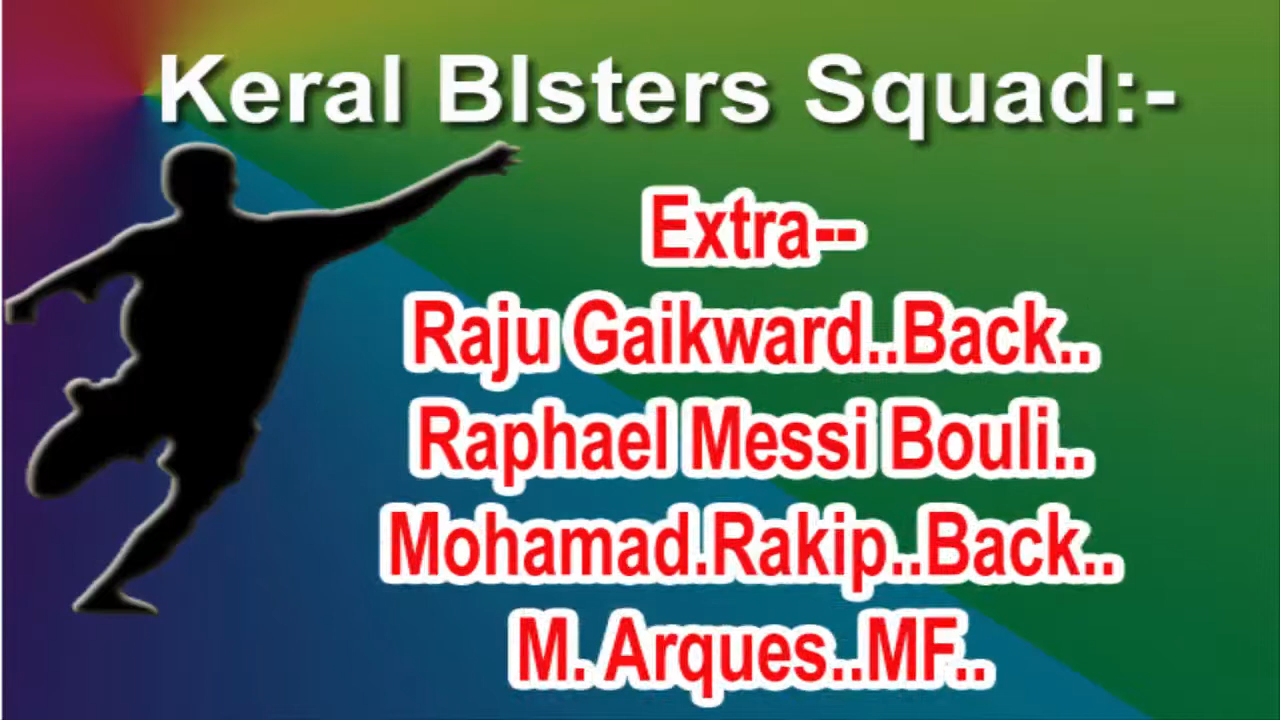 Keral Blsters Squad:-
Extra--
Raju Gaikward..Back..
Raphael Messi Bouli..
Mohamad.Rakip..Back..
M. Arques..MF..